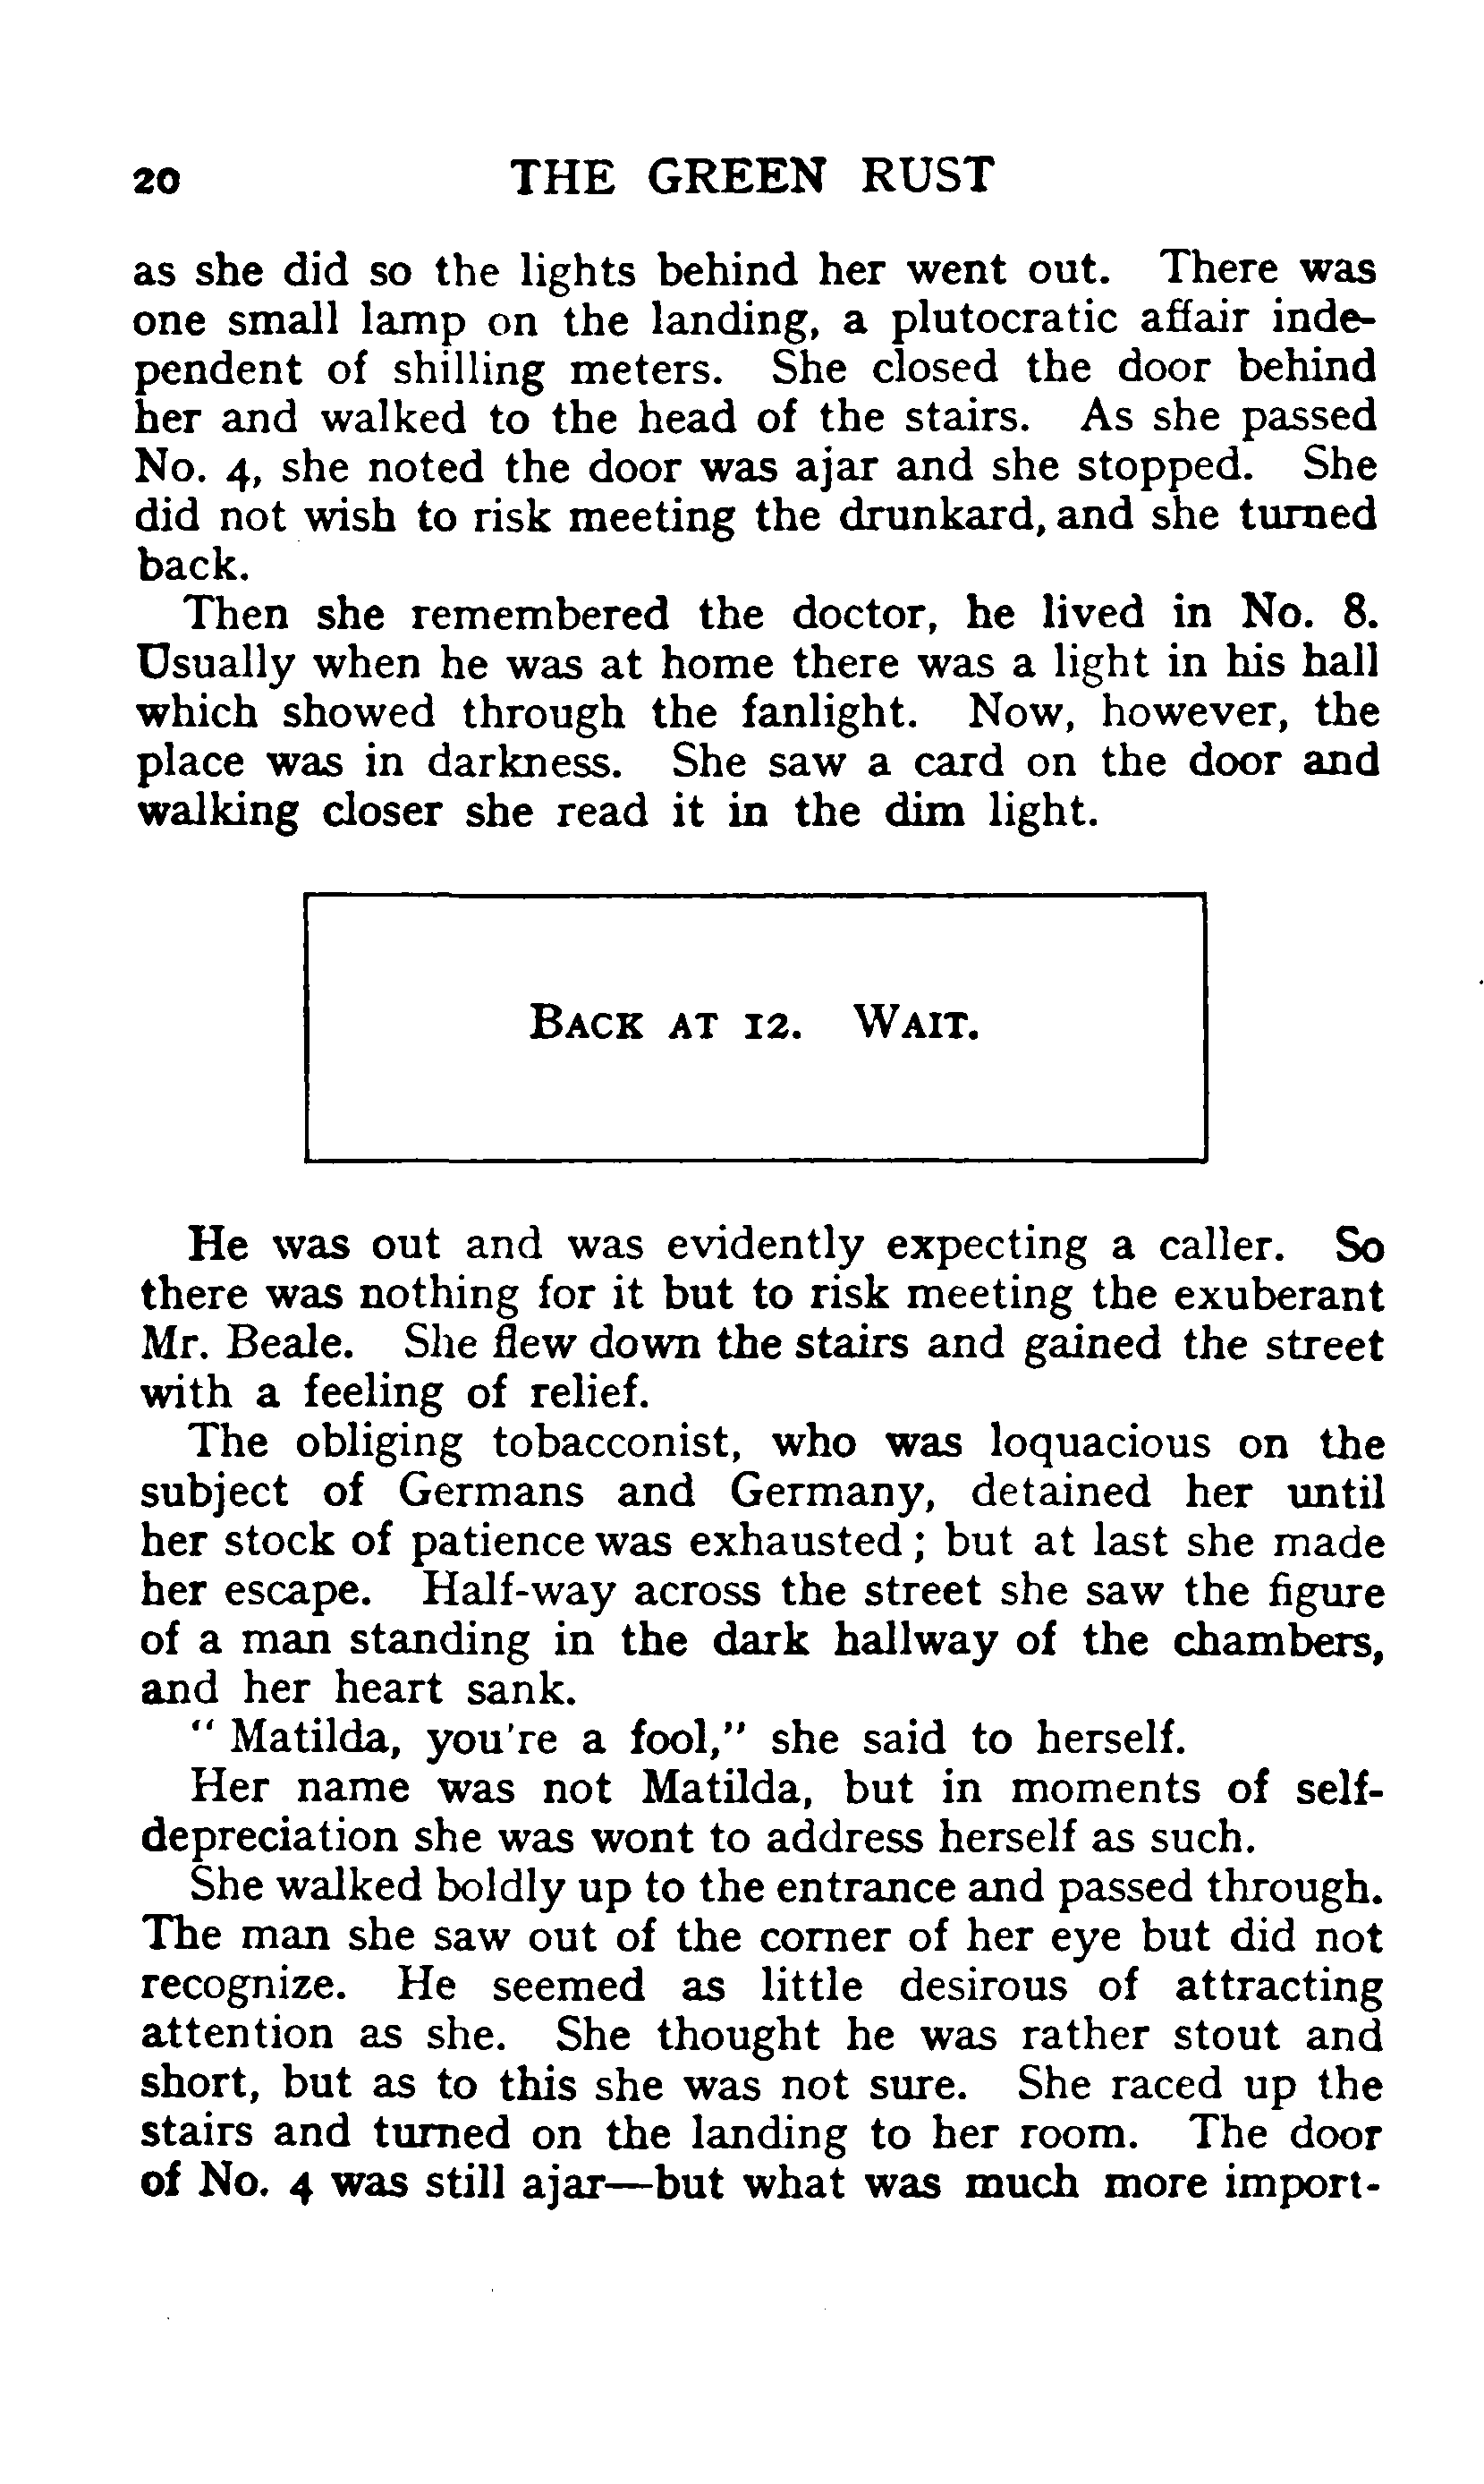 20 THE GREEN RUST
as she did so the lights behind her went out. There was
one small lamp on the landing, a plutocratic affair inde-
pendent of shilling meters. She closed the door behind
her and walked to the head of the stairs. As she passed
No. 4, she noted the door was ajar and she stopped. She
did not wish to risk meeting the drunkard, and she turned
back.
Then she remembered the doctor, he lived in No. 8.
Usually when he was at home there was a light in his hall
which showed through the fanlight. Now, however, the
place was in darkness. She saw a card on the door and
walking closer she read it in the dim light.
BACK AT 12. WAIT.
He was out and was evidently expecting a caller. So
there was nothing for it but to risk meeting the exuberant
Mr. Beale. She flew down the stairs and gained the street
with a feeling of relief.
The obliging tobacconist, who was loquacious on the
subject of Germans and Germany, detained her until
her stock of patience was exhausted ; but at last she made
her escape. Half-way across the street she saw the figure
of a man standing in the dark hallway of the chambers,
and her heart sank.
" Matilda, you're a fool," she said to herself.
Her name was not Matilda, but in moments of self-
depreciation she was wont to address herself as such.
She walked boldly up to the entrance and passed through.
The man she saw out of the corner of her eye but did not
recognize. He seemed as little desirous of attracting
attention as she. She thought he was rather stout and
short, but as to this she was not sure. She raced up the
stairs and turned on the landing to her room. The door
of No. 4 was still ajar—but what was much more import-